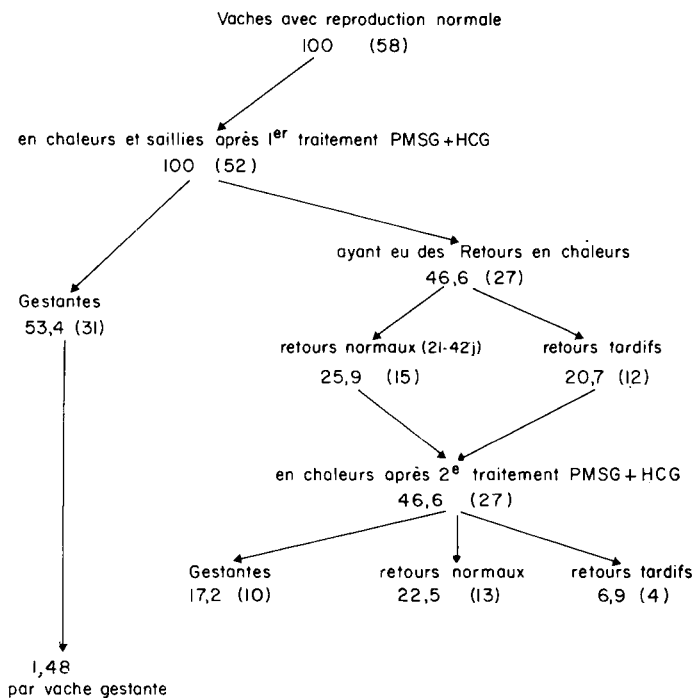 Vaches avec reproduction normale
100 (58)
en chaleurs et saillies après 1er traitement PMSG+HCG
100 (52)
ayant eu des Retours en chaleurs
46,6 (27)
Gestantes
53,4 (31)
retours normaux (21-42j) retours tardifs
25,9 (15) 20,7 (12)
en chaleurs après 2e traitement PMSG+HCG
46,6 (27)
Gestantes retours normaux retours tardifs
17,2 (10) 22,5 (13) 6,9 (4)
1,48
par vache gestante